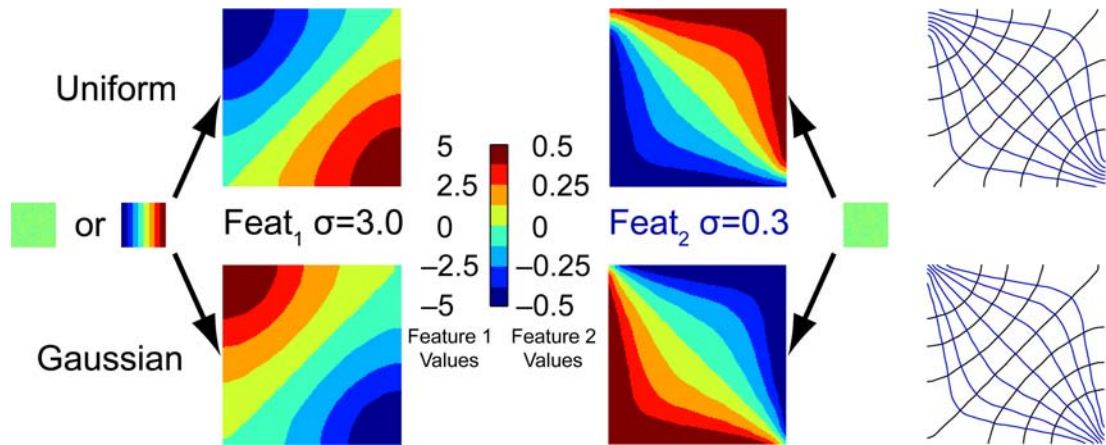 Uniform
5 0.5
2.5 0.25
0 0
–2.5 –0.25
–5 –0.5
or
Feat₁ σ=3.0
Feat₂ σ=0.3
Feature 1 Feature 2
Values Values
Gaussian